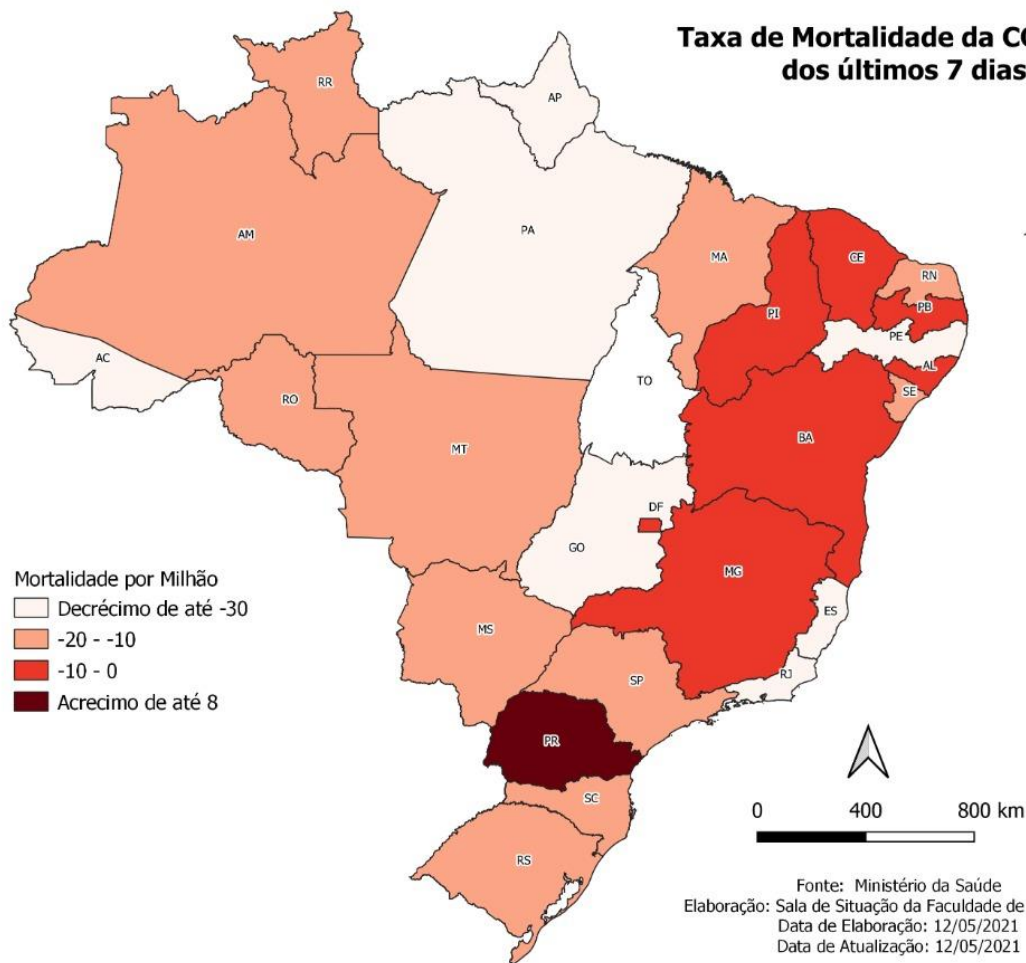 Taxa de Mortalidade da CO
dos últimos 7 dias
RR
AP
AM
PA
MA
CE
RN
PI
PB
PE
AC
AL
TO
SE
RO
BA
MT
DF
GO
MG
Mortalidade por Milhão
Decrécimo de até -30
ES
MS
-20 - -10
SP
RJ
-10 - 0
Acrecimo de até 8
PR
SC
0 400 800 km
RS
Fonte: Ministério da Saúde
Elaboração: Sala de Situação da Faculdade de
Data de Elaboração: 12/05/2021
Data de Atualização: 12/05/2021